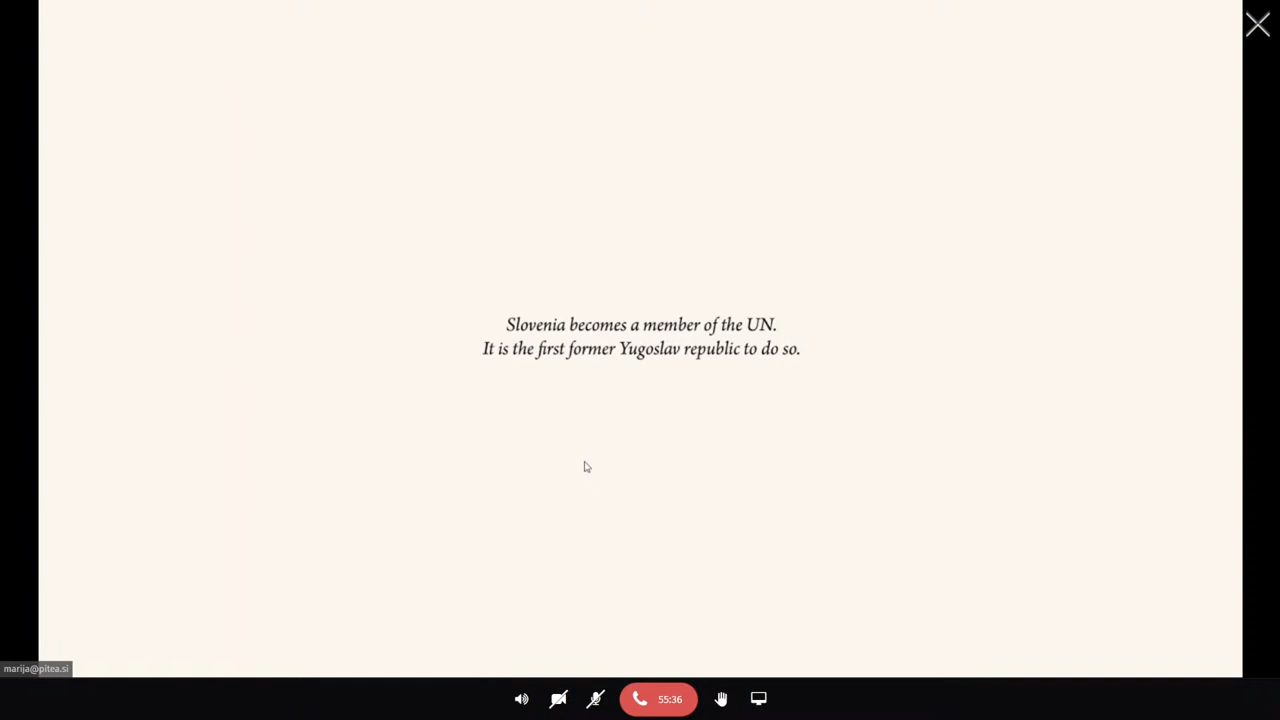 Slovenia becomes a member of the UN.
It is the first former Yugoslav republic to do so.
marija@pitea.si
55:36